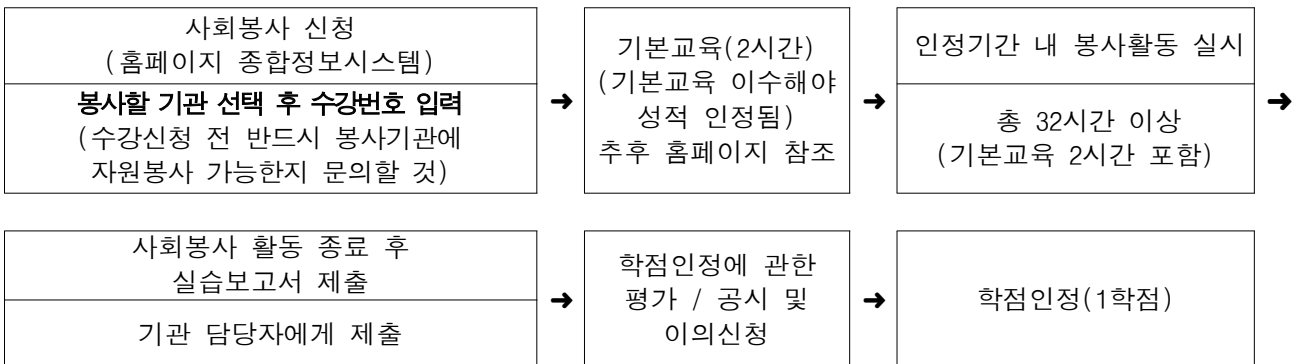 사회봉사 신청
(홈페이지 종합정보시스템)
봉사할 기관 선택 후 수강번호 입력
(수강신청 전 반드시 봉사기관에
자원봉사 가능한지 문의할 것)
➜
기본교육(2시간)
(기본교육 이수해야
성적 인정됨)
추후 홈페이지 참조
➜
인정기간 내 봉사활동 실시
총 32시간 이상
(기본교육 2시간 포함)
➜
사회봉사 활동 종료 후
실습보고서 제출
기관 담당자에게 제출
➜
학점인정에 관한
평가 / 공시 및
이의신청
➜
학점인정(1학점)